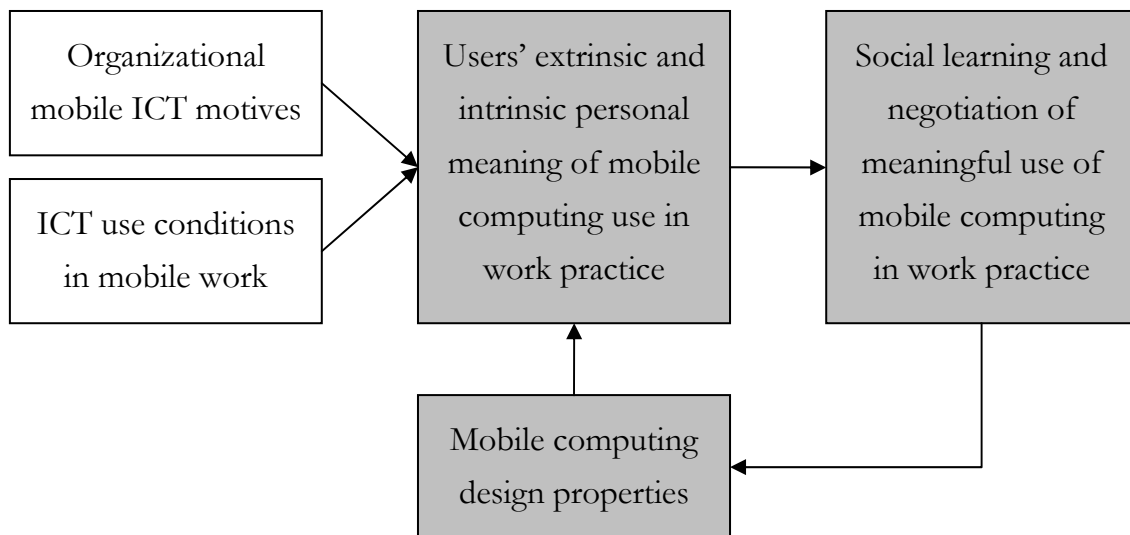 Organizational
mobile ICT motives
ICT use conditions
in mobile work
Users’ extrinsic and
intrinsic personal
meaning of mobile
computing use in
work practice
Social learning and
negotiation of
meaningful use of
mobile computing
in work practice
Mobile computing
design properties